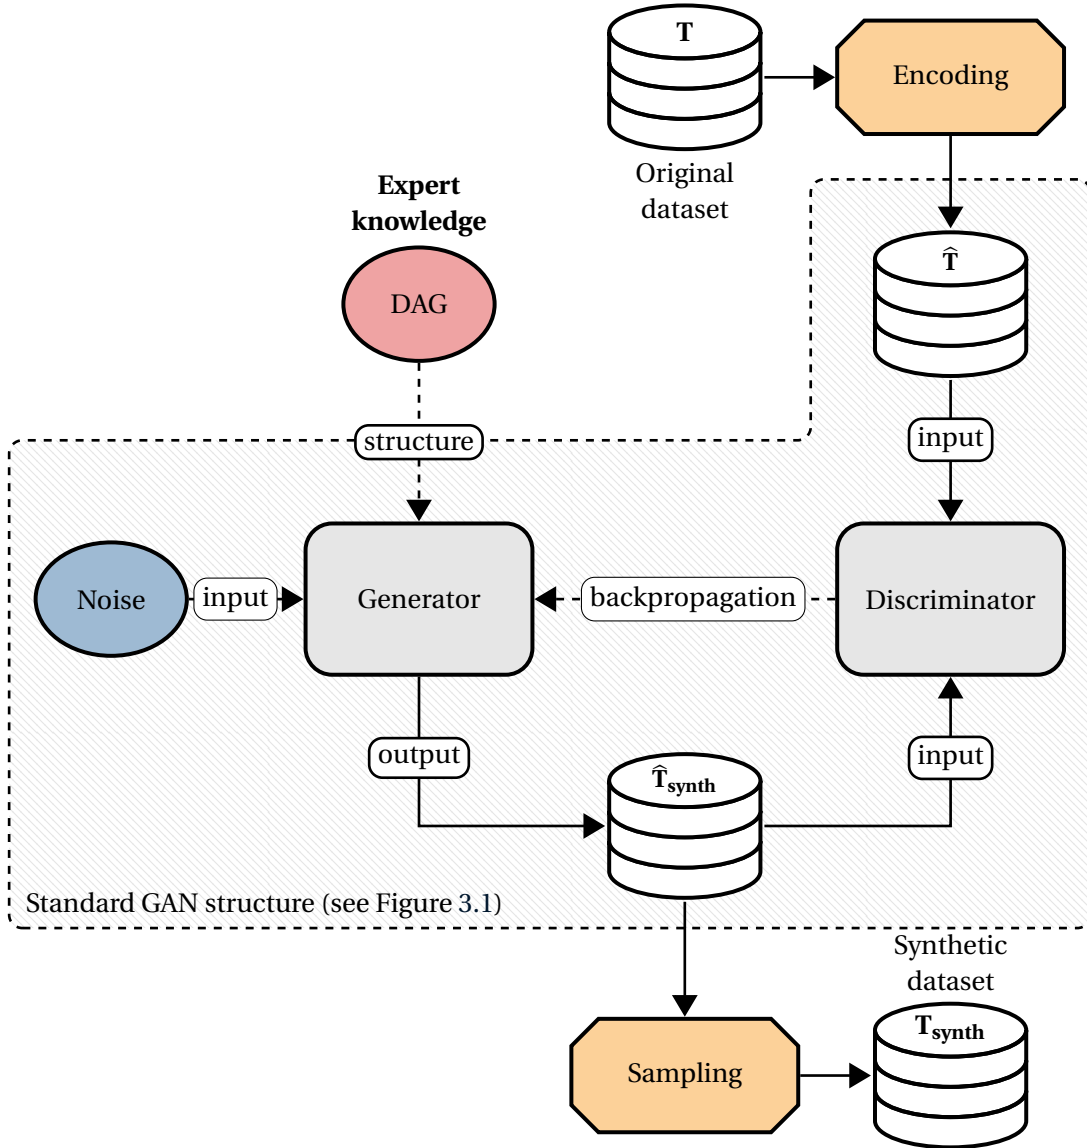 T
Encoding
Original
dataset
Expert
knowledge
T̂
DAG
structure
input
Noise
input
Generator
backpropagation
Discriminator
output
input
T̂synth
Standard GAN structure (see Figure 3.1)
Synthetic
dataset
Tsynth
Sampling